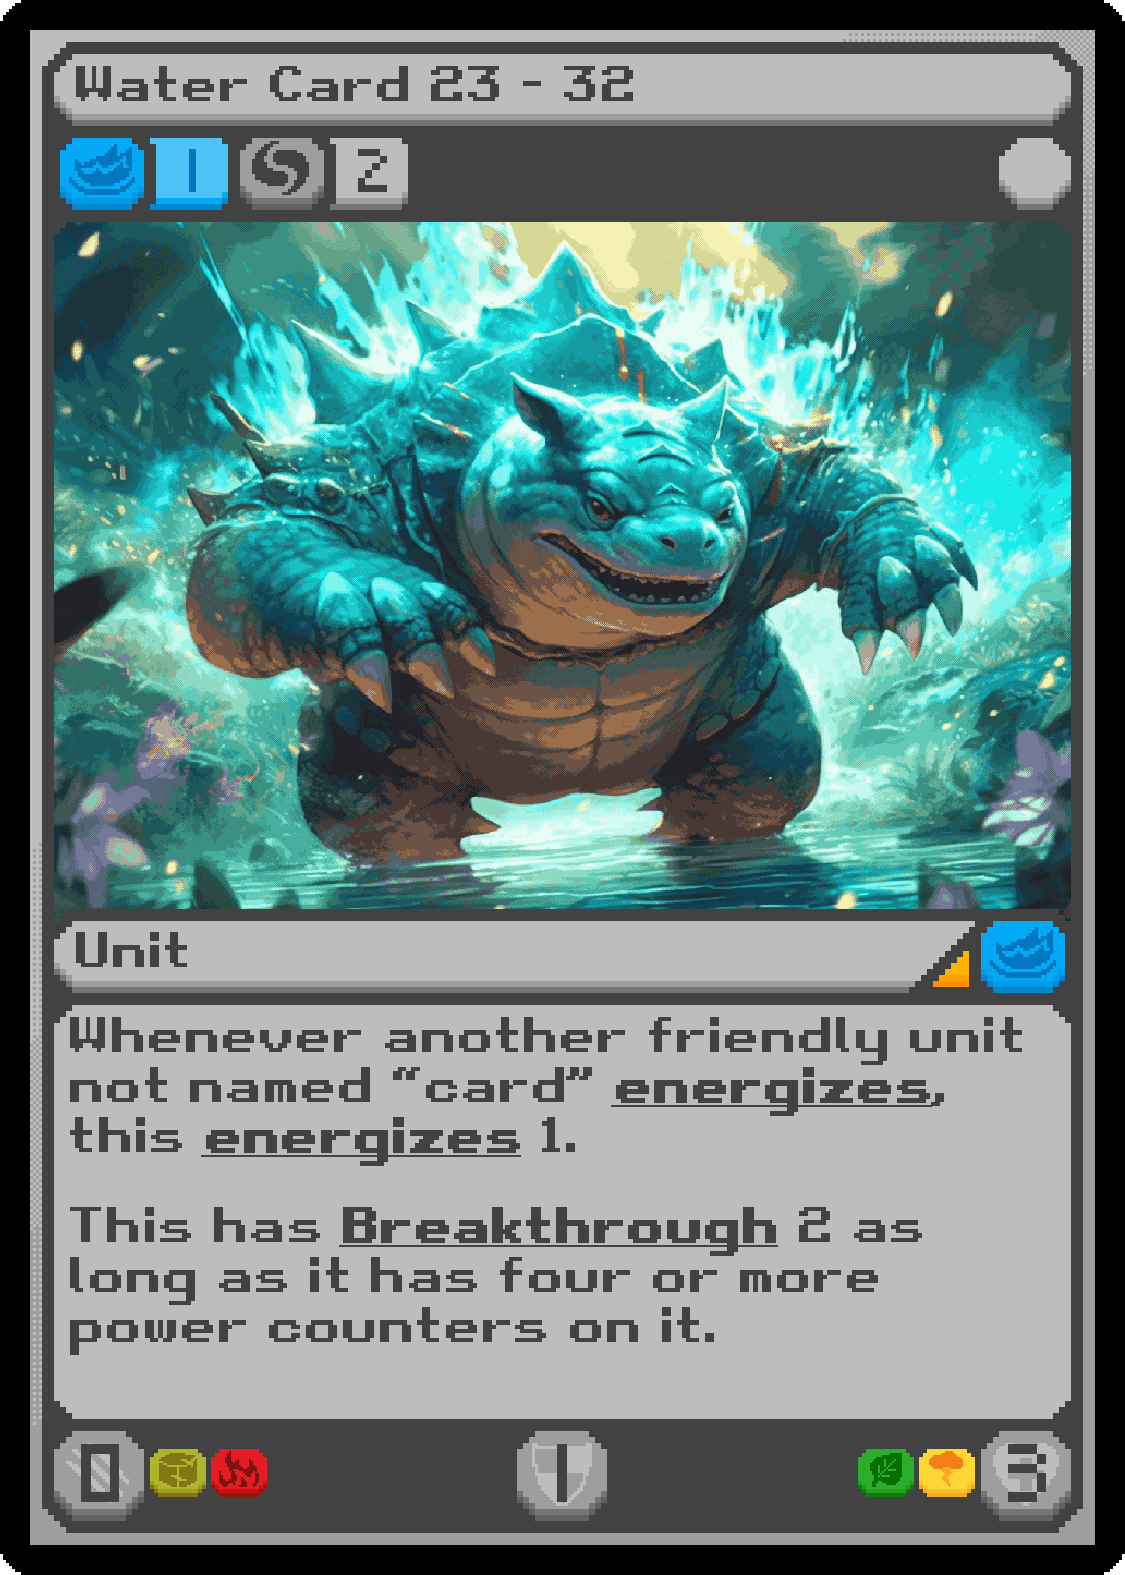 Water Card 23 - 32
1 2
Unit
Whenever another friendly unit
not named “card” energizes,
this energizes 1.
This has Breakthrough 2 as
long as it has four or more
power counters on it.
0 1 3